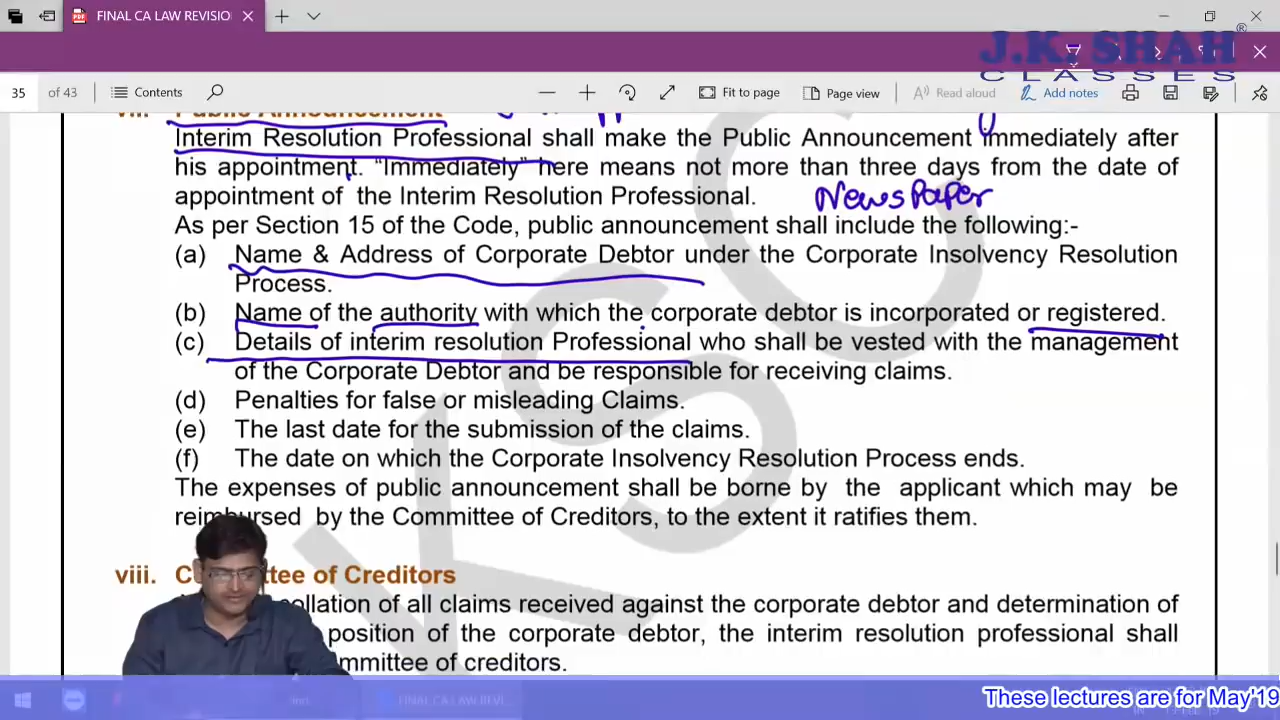 FINAL CA LAW REVISIO
J.K. SHAH ®
CLASSES
35 of 43 Contents Fit to page Page view Read aloud Add notes
Public Announcement
Interim Resolution Professional shall make the Public Announcement immediately after
his appointment. “Immediately” here means not more than three days from the date of
appointment of the Interim Resolution Professional. NewsPaper
As per Section 15 of the Code, public announcement shall include the following:-
(a) Name & Address of Corporate Debtor under the Corporate Insolvency Resolution
Process.
(b) Name of the authority with which the corporate debtor is incorporated or registered.
(c) Details of interim resolution Professional who shall be vested with the management
of the Corporate Debtor and be responsible for receiving claims.
(d) Penalties for false or misleading Claims.
(e) The last date for the submission of the claims.
(f) The date on which the Corporate Insolvency Resolution Process ends.
The expenses of public announcement shall be borne by the applicant which may be
reimbursed by the Committee of Creditors, to the extent it ratifies them.
viii. of Creditors
of all claims received against the corporate debtor and determination of
position of the corporate debtor, the interim resolution professional shall
of creditors.
FINAL CA LAW REVI
These lectures are for May'19